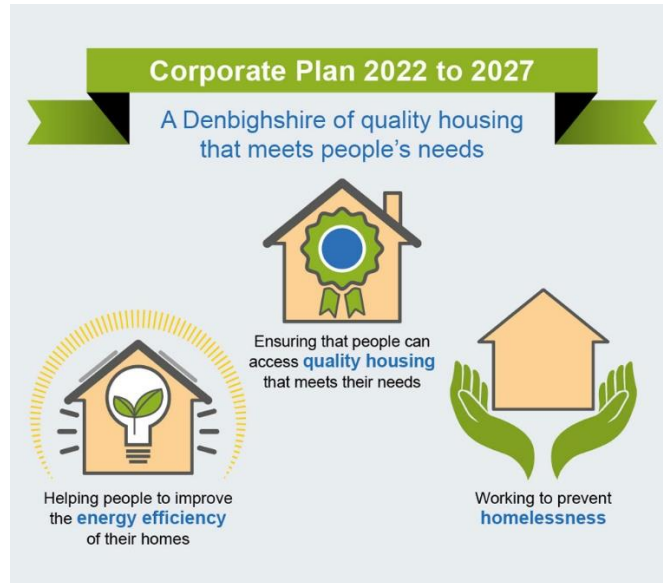 Corporate Plan 2022 to 2027
A Denbighshire of quality housing
that meets people's needs
Ensuring that people can
access quality housing
that meets their needs
Helping people to improve
the energy efficiency
of their homes
Working to prevent
homelessness